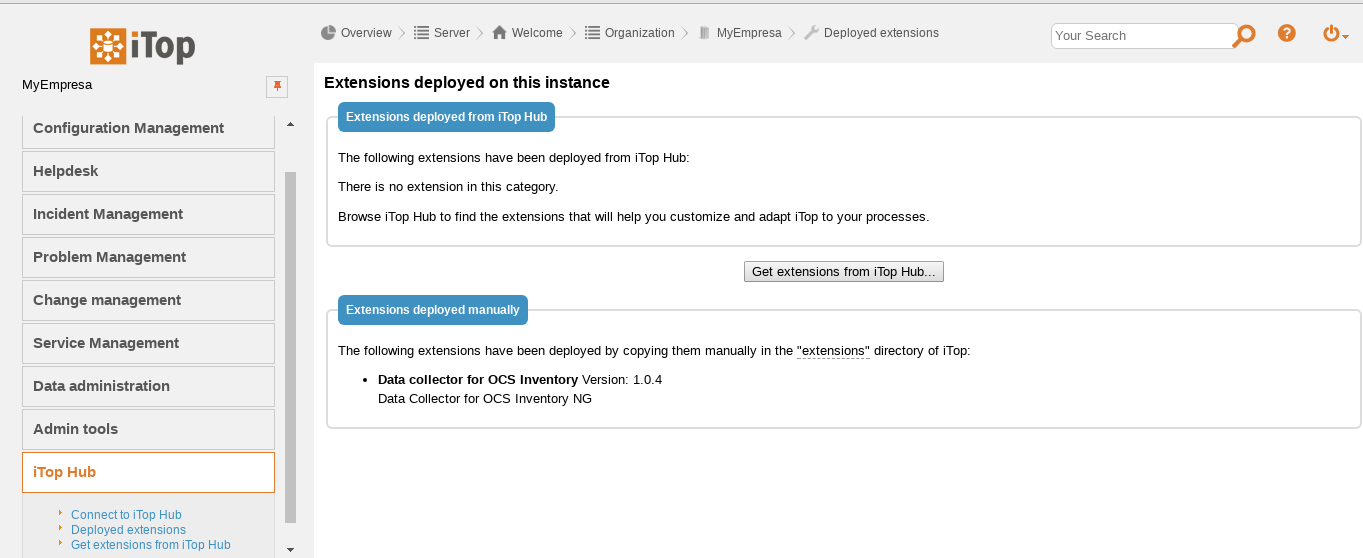 iTop
MyEmpresa
Configuration Management
Helpdesk
Incident Management
Problem Management
Change management
Service Management
Data administration
Admin tools
iTop Hub
Connect to iTop Hub
Deployed extensions
Get extensions from iTop Hub
Overview Server Welcome Organization MyEmpresa Deployed extensions
Your Search
Extensions deployed on this instance
Extensions deployed from iTop Hub
The following extensions have been deployed from iTop Hub:
There is no extension in this category.
Browse iTop Hub to find the extensions that will help you customize and adapt iTop to your processes.
Get extensions from iTop Hub...
Extensions deployed manually
The following extensions have been deployed by copying them manually in the "extensions" directory of iTop:
Data collector for OCS Inventory Version: 1.0.4
Data Collector for OCS Inventory NG